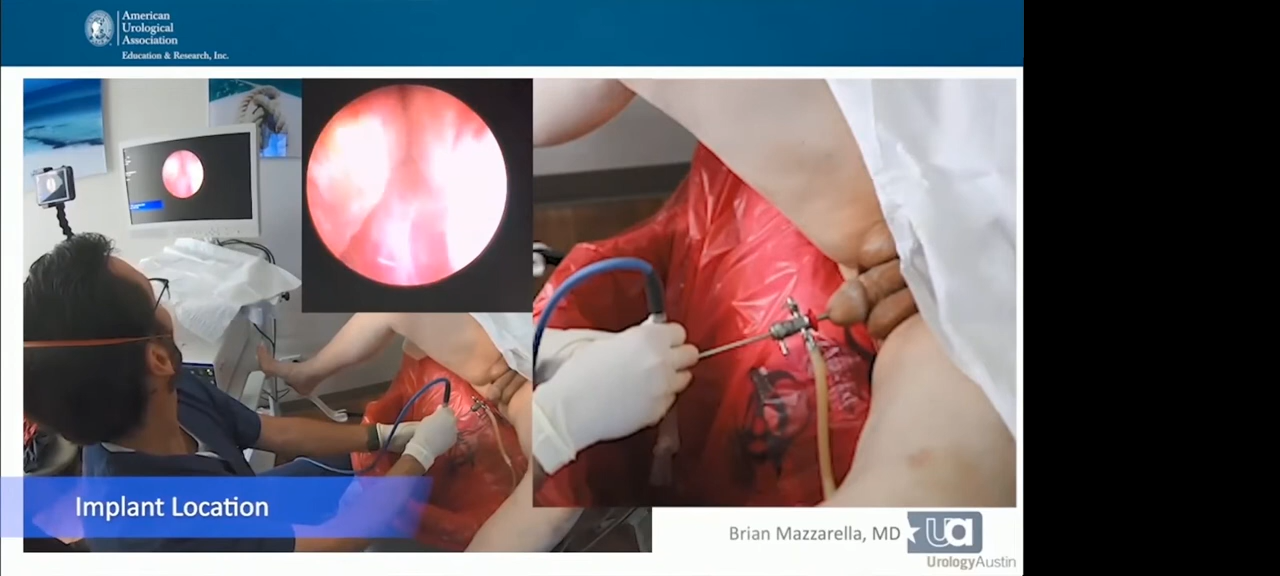 American
Urological
Association
Education & Research, Inc.
Implant Location
Brian Mazzarella, MD
ua
UrologyAustin